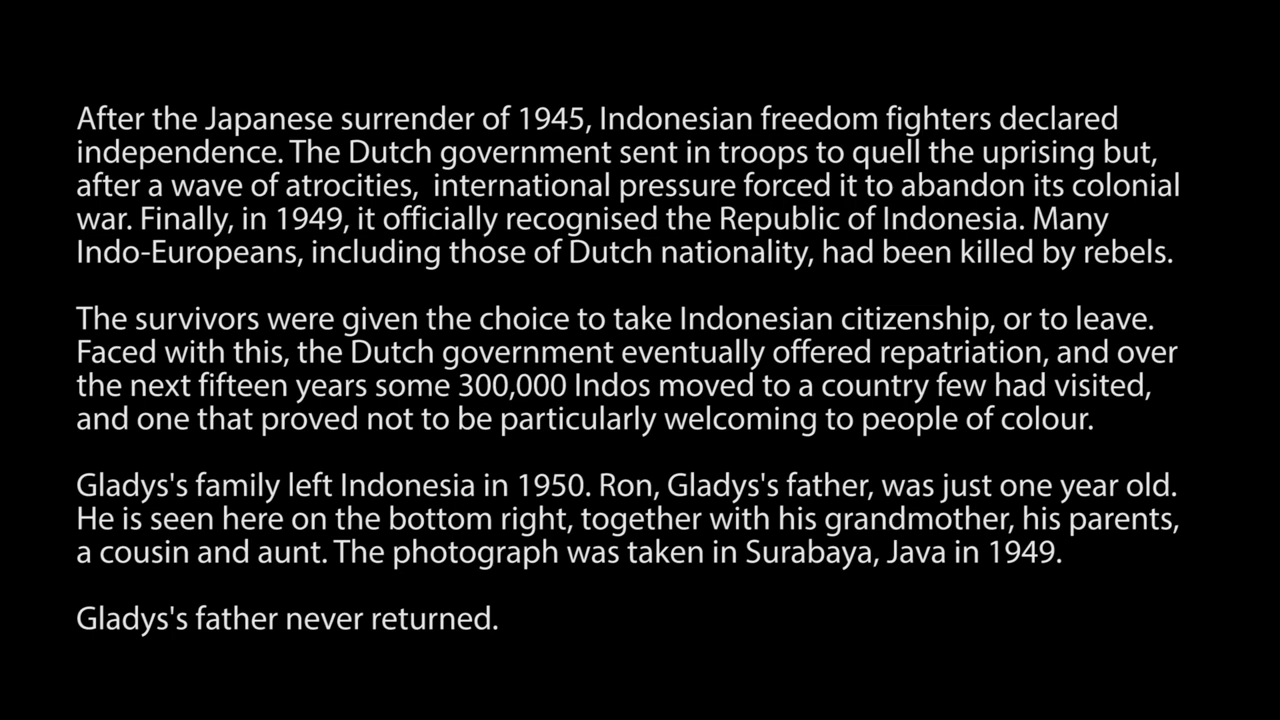 After the Japanese surrender of 1945, Indonesian freedom fighters declared
independence. The Dutch government sent in troops to quell the uprising but,
after a wave of atrocities,  international pressure forced it to abandon its colonial
war. Finally, in 1949, it officially recognised the Republic of Indonesia. Many
Indo-Europeans, including those of Dutch nationality, had been killed by rebels.

The survivors were given the choice to take Indonesian citizenship, or to leave.
Faced with this, the Dutch government eventually offered repatriation, and over
the next fifteen years some 300,000 Indos moved to a country few had visited,
and one that proved not to be particularly welcoming to people of colour.

Gladys's family left Indonesia in 1950. Ron, Gladys's father, was just one year old.
He is seen here on the bottom right, together with his grandmother, his parents,
a cousin and aunt. The photograph was taken in Surabaya, Java in 1949.

Gladys's father never returned.